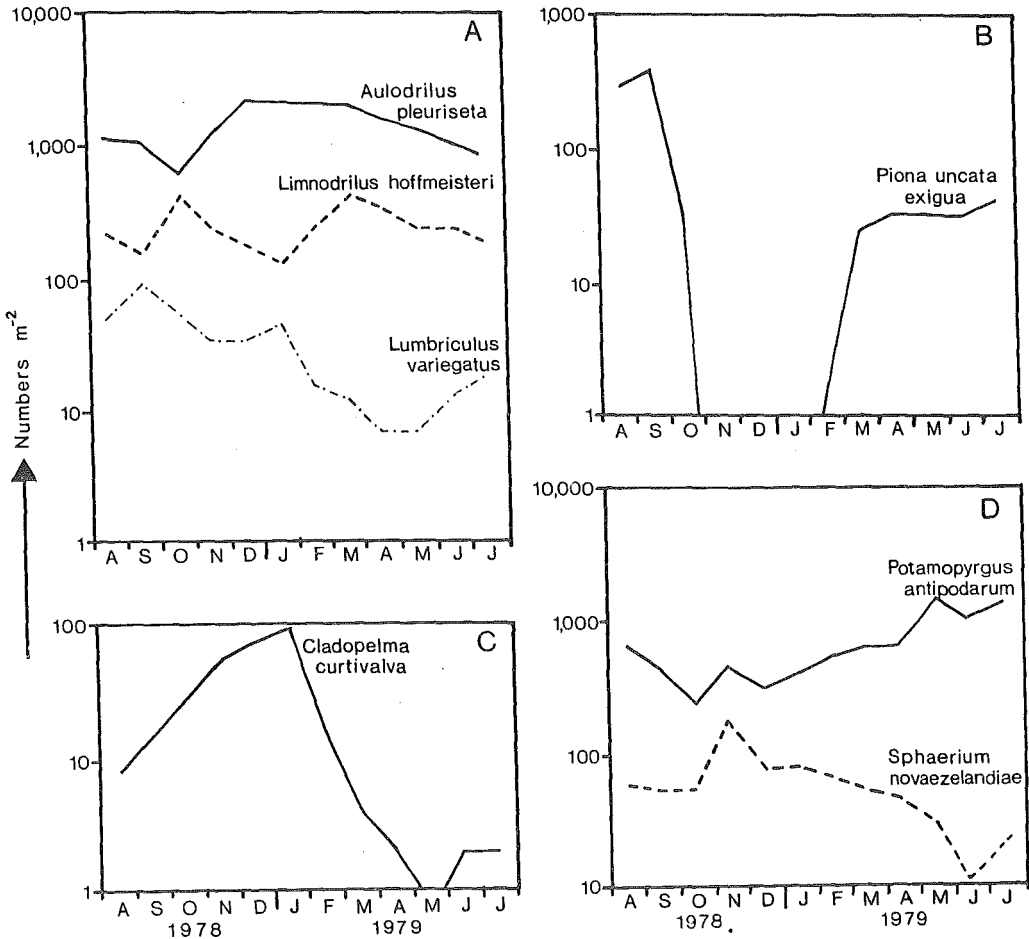 Numbers m-2
10,000
1,000
100
10
1
A
Aulodrilus
pleuriseta
Limnodrilus hoffmeisteri
Lumbriculus
variegatus
A S O N D J F M A M J J
1,000
100
10
1
B
Piona uncata
exigua
A S O N D J F M A M J J
100
10
1
C
Cladopelma
curtivalva
A S O N D J F M A M J J
1978 1979
10,000
1,000
100
10
D
Potamopyrgus
antipodarum
Sphaerium
novaezelandiae
A S O N D J F M A M J J
1978 1979